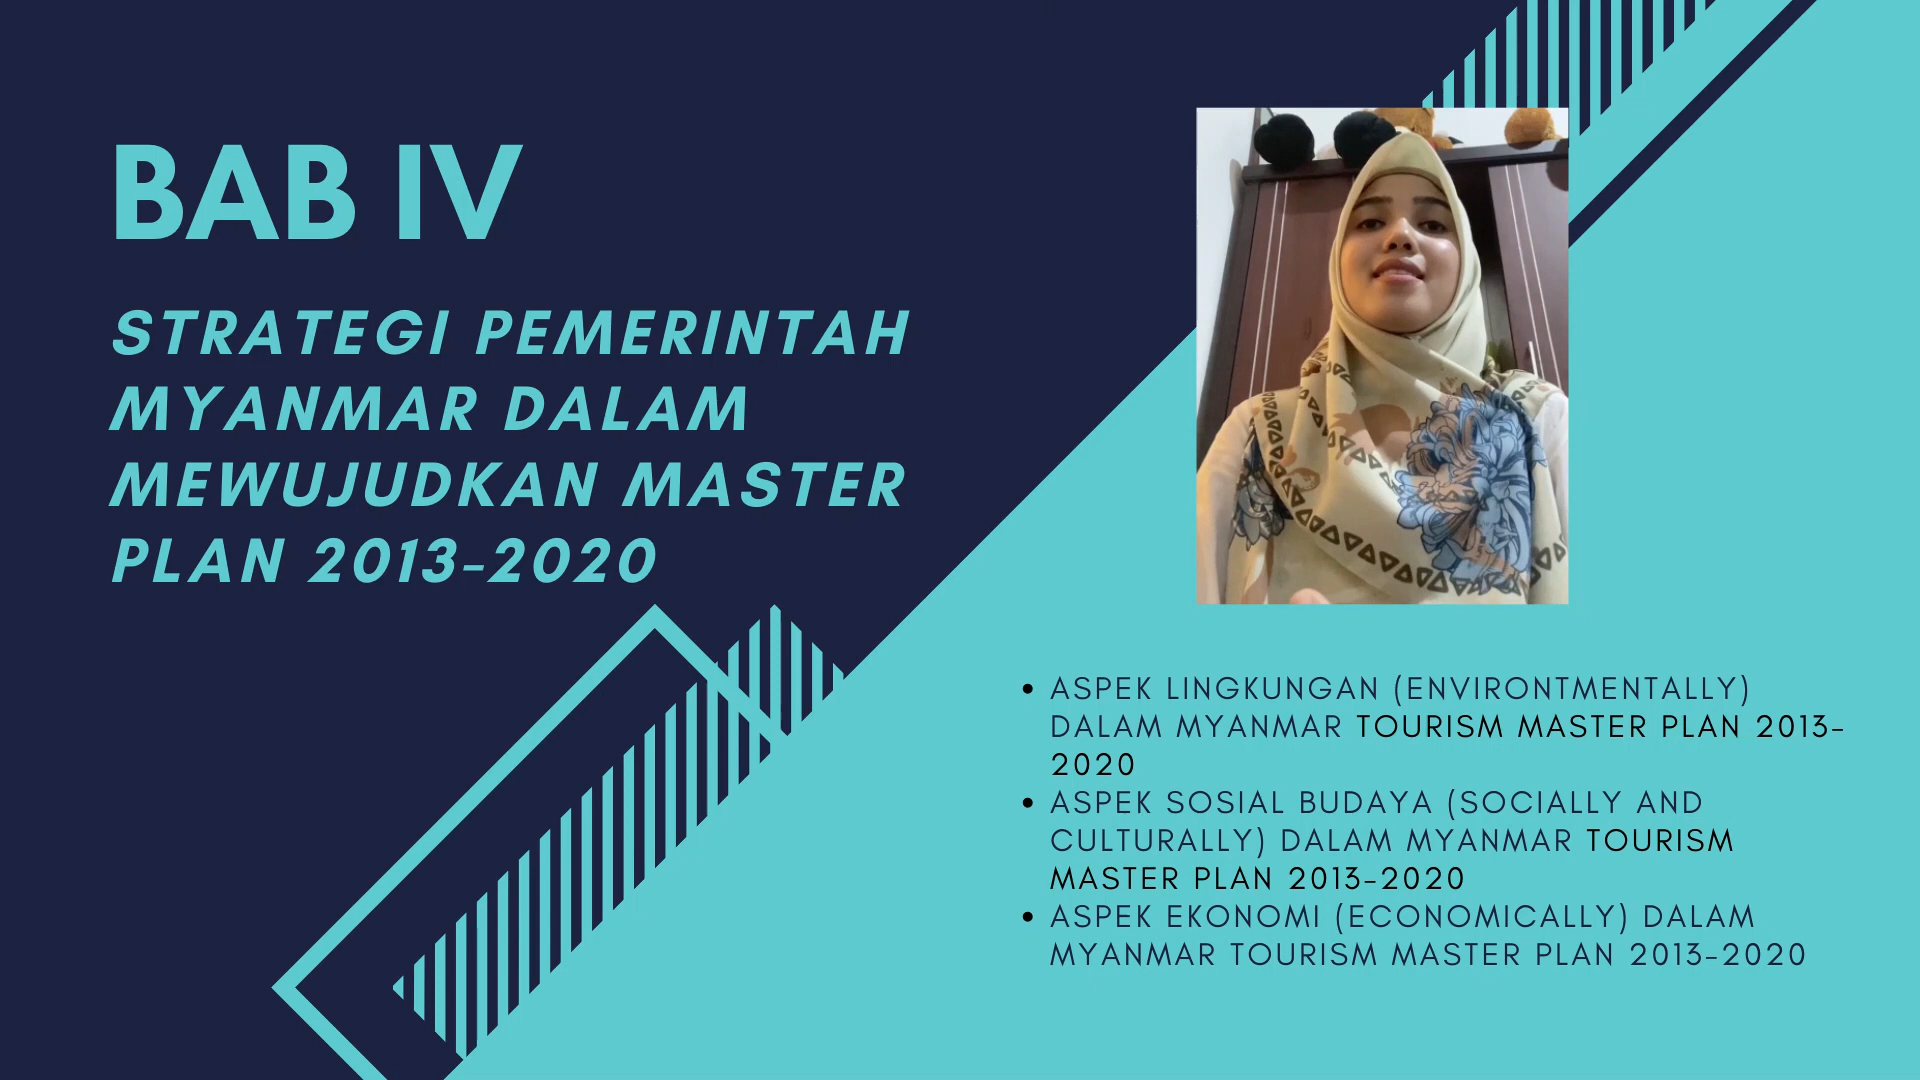 BAB IV
STRATEGI PEMERINTAH
MYANMAR DALAM
MEWUJUDKAN MASTER
PLAN 2013-2020
• ASPEK LINGKUNGAN (ENVIRONTMENTALLY)
DALAM MYANMAR TOURISM MASTER PLAN 2013-
2020
• ASPEK SOSIAL BUDAYA (SOCIALLY AND
CULTURALLY) DALAM MYANMAR TOURISM
MASTER PLAN 2013-2020
• ASPEK EKONOMI (ECONOMICALLY) DALAM
MYANMAR TOURISM MASTER PLAN 2013-2020